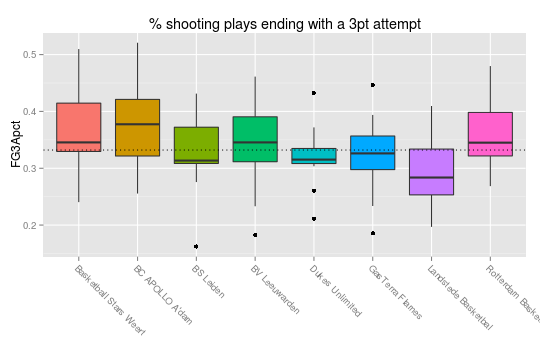 % shooting plays ending with a 3pt attempt
FG3Apct
0.5
0.4
0.3
0.2
Basketball Stars Weert
BC APOLLO A'dam
BS Leiden
BV Leeuwarden
Dukes Unlimited
GasTerra Flames
Landstede Basketbal
Rotterdam Baske